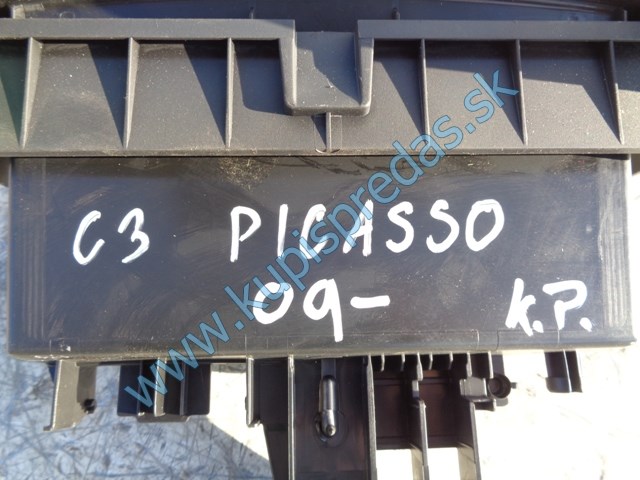 C3 PICASSO
09-
K.P.
www.kupispredas.sk